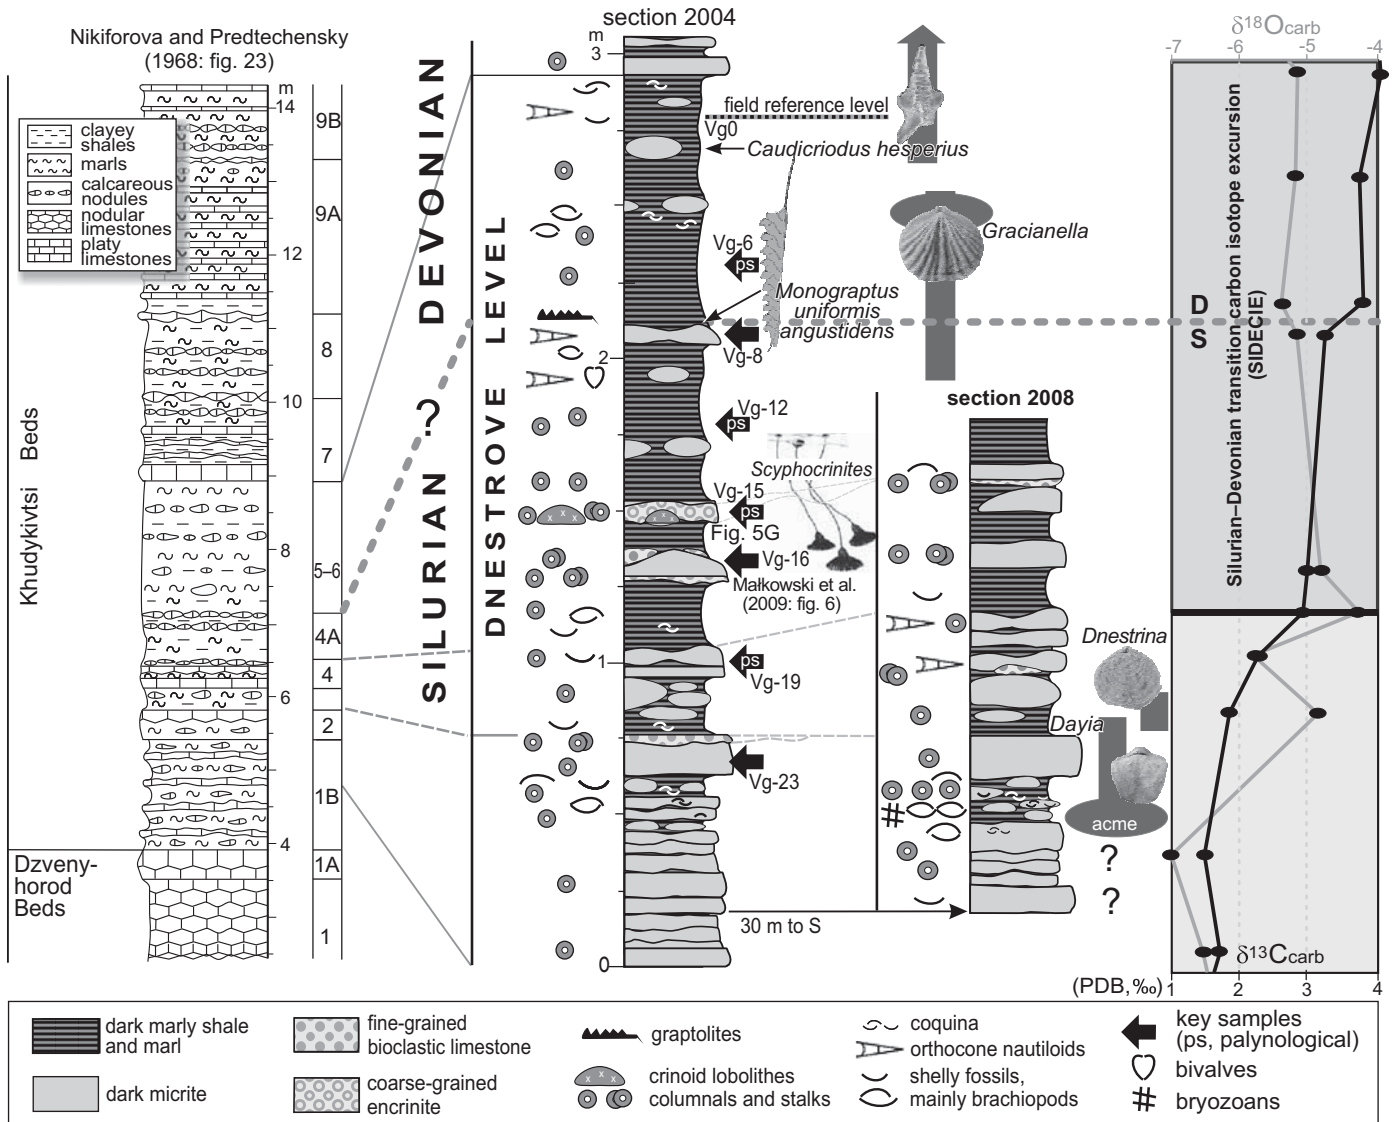 section 2004
Nikiforova and Predtechensky
(1968: fig. 23)
m
14
12
10
8
6
4
clayey
shales
marls
calcareous
nodules
nodular
limestones
platy
limestones
9B
9A
8
7
5–6
4A
4
2
1B
1A
1
Khudykivtsi Beds
Dzveny-
horod
Beds
SILURIAN ? DEVONIAN
DNESTROVE LEVEL
m
3
2
1
0
field reference level
Vg0
Caudicriodus hesperius
Vg-6
ps
Gracianella
Monograptus
uniformis
angustidens
Vg-8
Vg-12
ps
Scyphocrinites
Vg-15
ps
Fig. 5G
Vg-16
Małkowski et al.
(2009: fig. 6)
ps
Vg-19
Vg-23
30 m to S
section 2008
Dnestrina
Dayia
acme
?
?
?
δ18Ocarb
-7 -6 -5 -4
D
S
Silurian–Devonian transition carbon isotope excursion
(SIDECIE)
δ13Ccarb
(PDB,‰) 1 2 3 4
dark marly shale
and marl
dark micrite
fine-grained
bioclastic limestone
coarse-grained
encrinite
graptolites
crinoid lobolithes
columnals and stalks
coquina
orthocone nautiloids
shelly fossils,
mainly brachiopods
key samples
(ps, palynological)
bivalves
bryozoans